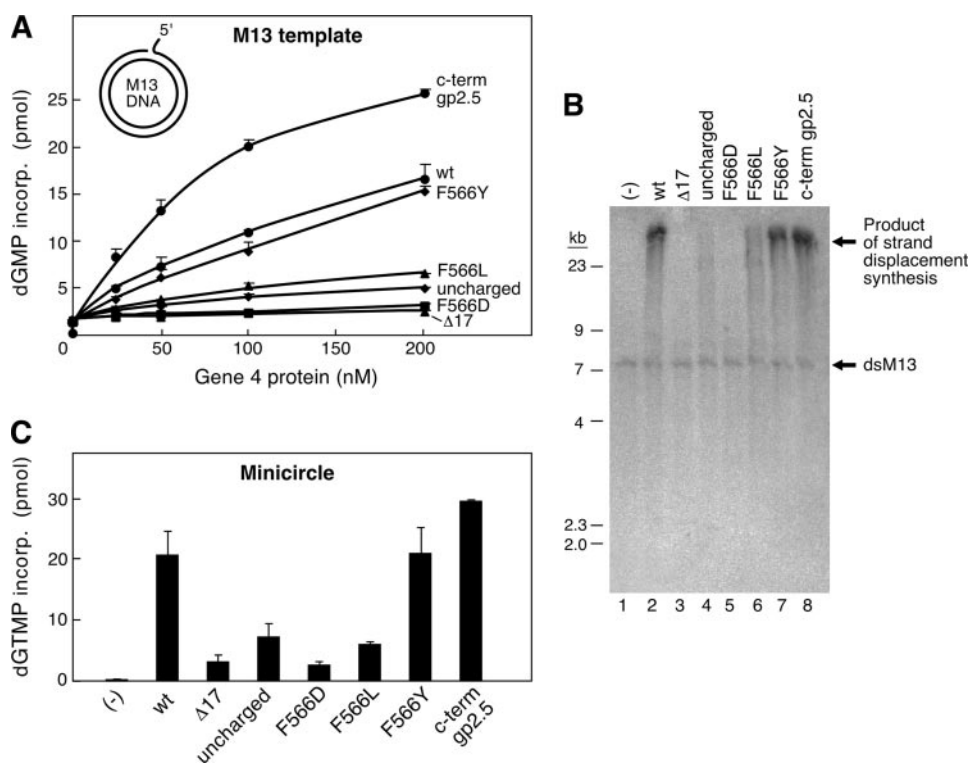 A
M13 template
5'
M13
DNA
c-term
gp2.5
wt
F566Y
F566L
uncharged
F566D
Δ17
dGMP incorp. (pmol)
25
20
15
10
5
0
0 50 100 150 200
Gene 4 protein (nM)
B
(-) wt Δ17 uncharged F566D F566L F566Y c-term gp2.5
kb
23
9
7
4
2.3
2.0
Product
of strand
displacement
synthesis
dsM13
1 2 3 4 5 6 7 8
C
Minicircle
dGTMP incorp. (pmol)
30
20
10
0
(-) wt Δ17 uncharged F566D F566L F566Y c-term
gp2.5